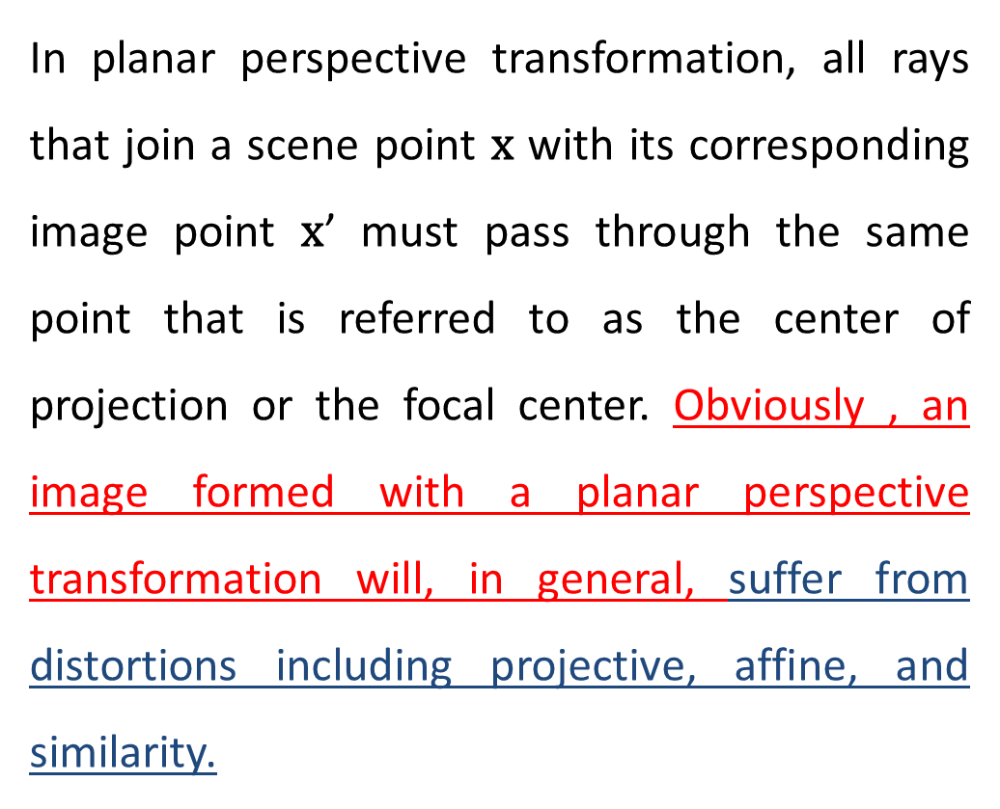 In planar perspective transformation, all rays
that join a scene point x with its corresponding
image point x’ must pass through the same
point that is referred to as the center of
projection or the focal center. Obviously , an
image formed with a planar perspective
transformation will, in general, suffer from
distortions including projective, affine, and
similarity.